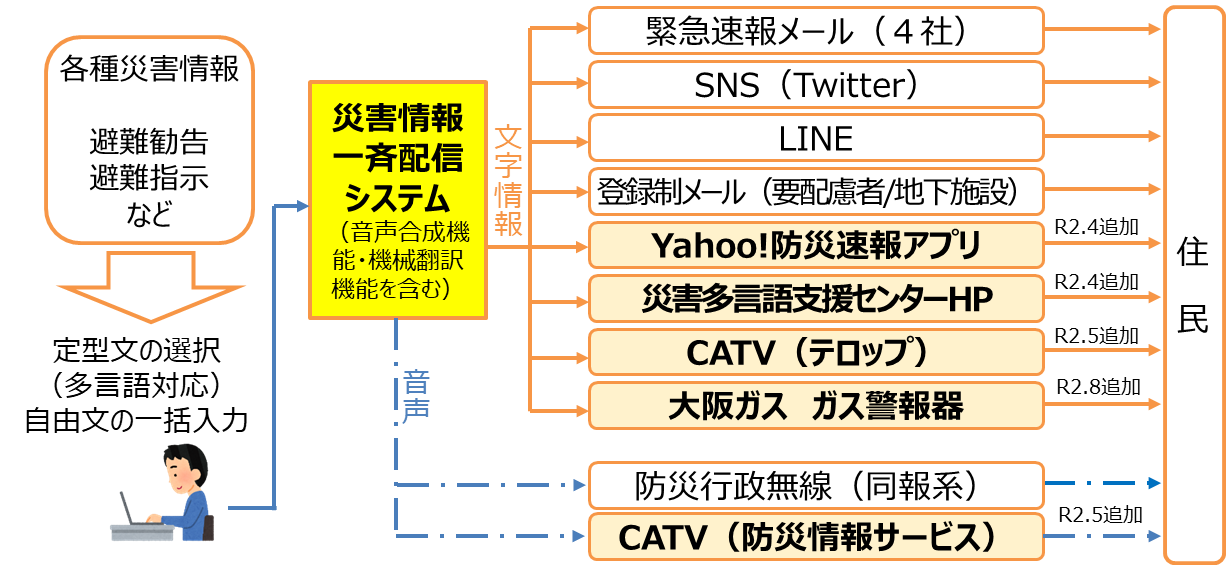 各種災害情報
避難勧告
避難指示
など
定型文の選択
（多言語対応）
自由文の一括入力
災害情報
一斉配信
システム
（音声合成機
能・機械翻訳
機能を含む）
文字情報
音声
緊急速報メール（４社）
SNS（Twitter）
LINE
登録制メール（要配慮者/地下施設）
Yahoo!防災速報アプリ
R2.4追加
災害多言語支援センターHP
R2.4追加
CATV（テロップ）
R2.5追加
大阪ガス　ガス警報器
R2.8追加
防災行政無線（同報系）
CATV（防災情報サービス）
R2.5追加
住民